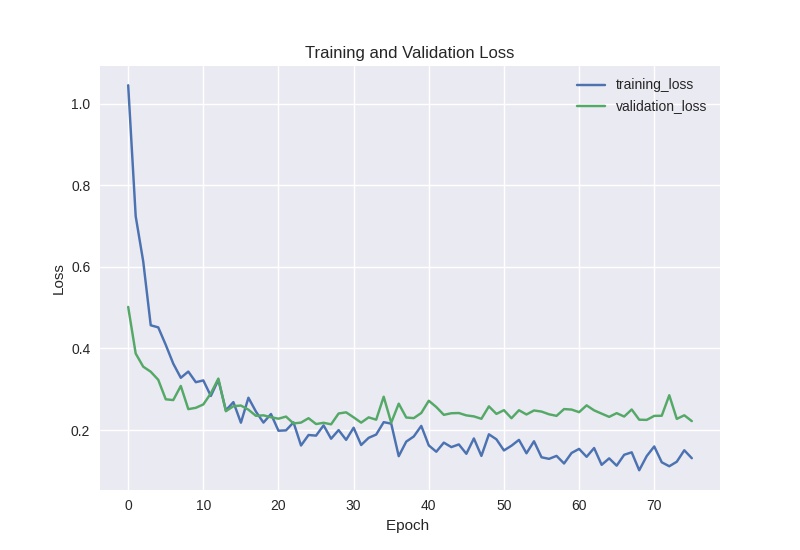 Training and Validation Loss
training_loss
validation_loss
1.0
0.8
0.6
0.4
0.2
Loss
0 10 20 30 40 50 60 70
Epoch